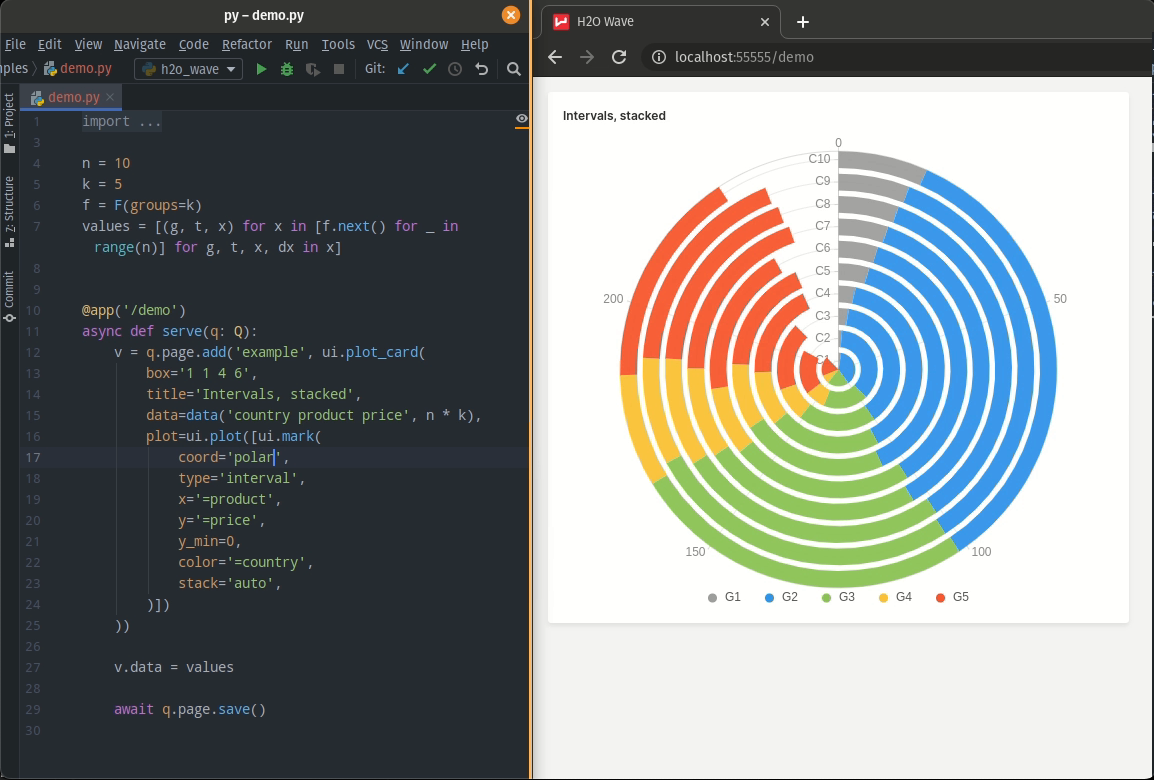 py – demo.py
File Edit View Navigate Code Refactor Run Tools VCS Window Help
ples demo.py h2o_wave Git:
demo.py
1: Project
7: Structure
Commit
1 import ...
3
4 n = 10
5 k = 5
6 f = F(groups=k)
7 values = [(g, t, x) for x in [f.next() for _ in
range(n)] for g, t, x, dx in x]
8
9
10 @app('/demo')
11 async def serve(q: Q):
12 v = q.page.add('example', ui.plot_card(
13 box='1 1 4 6',
14 title='Intervals, stacked',
15 data=data('country product price', n * k),
16 plot=ui.plot([ui.mark(
17 coord='polar',
18 type='interval',
19 x='=product',
20 y='=price',
21 y_min=0,
22 color='=country',
23 stack='auto',
24 )])
25 ))
26
27 v.data = values
28
29 await q.page.save()
30
H2O Wave
localhost:55555/demo
Intervals, stacked
0
C10
C9
C8
C7
C6
C5
C4
C3
C2
C1
200
50
150
100
G1 G2 G3 G4 G5